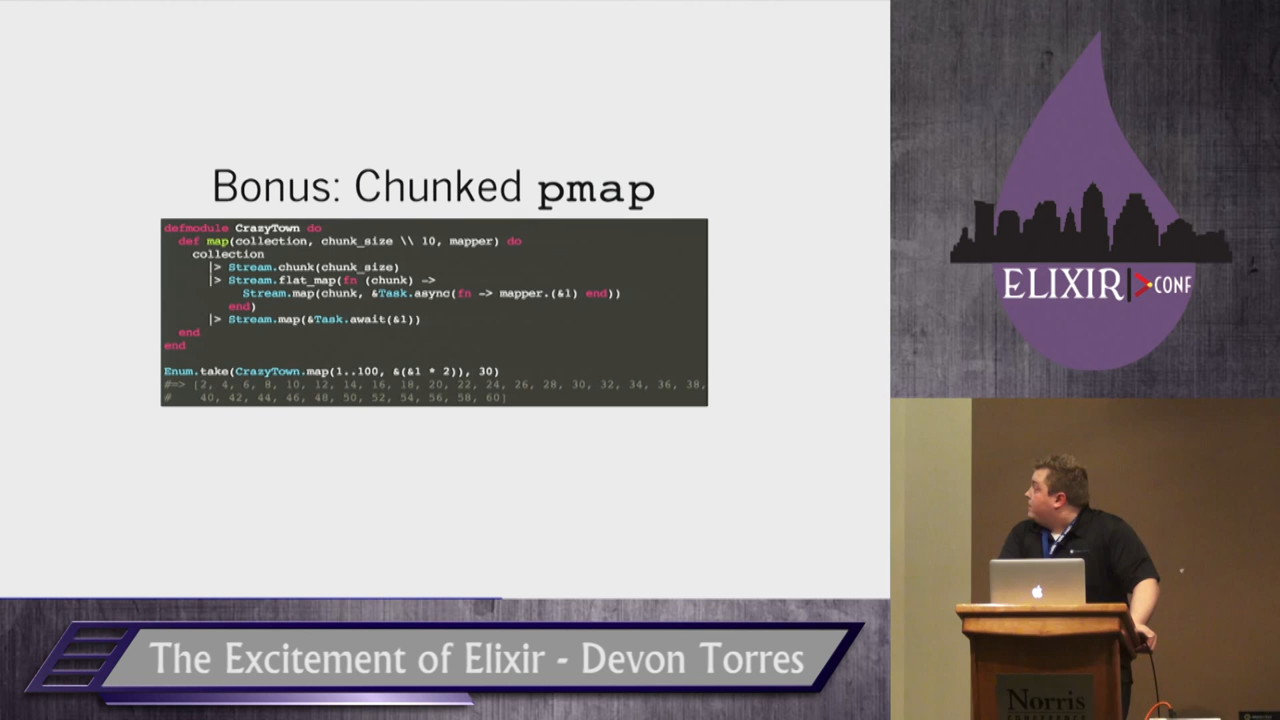 Bonus: Chunked pmap
defmodule CrazyTown do
  def map(collection, chunk_size \\ 10, mapper) do
    collection
      |> Stream.chunk(chunk_size)
      |> Stream.flat_map(fn (chunk) ->
           Stream.map(chunk, &Task.async(fn -> mapper.(&1) end))
         end)
      |> Stream.map(&Task.await(&1))
  end
end
Enum.take(CrazyTown.map(1..100, &(&1 * 2)), 30)
#=> [2, 4, 6, 8, 10, 12, 14, 16, 18, 20, 22, 24, 26, 28, 30, 32, 34, 36, 38,
#    40, 42, 44, 46, 48, 50, 52, 54, 56, 58, 60]
ELIXIR|>CONF
The Excitement of Elixir - Devon Torres
Norris
CONFERENCE